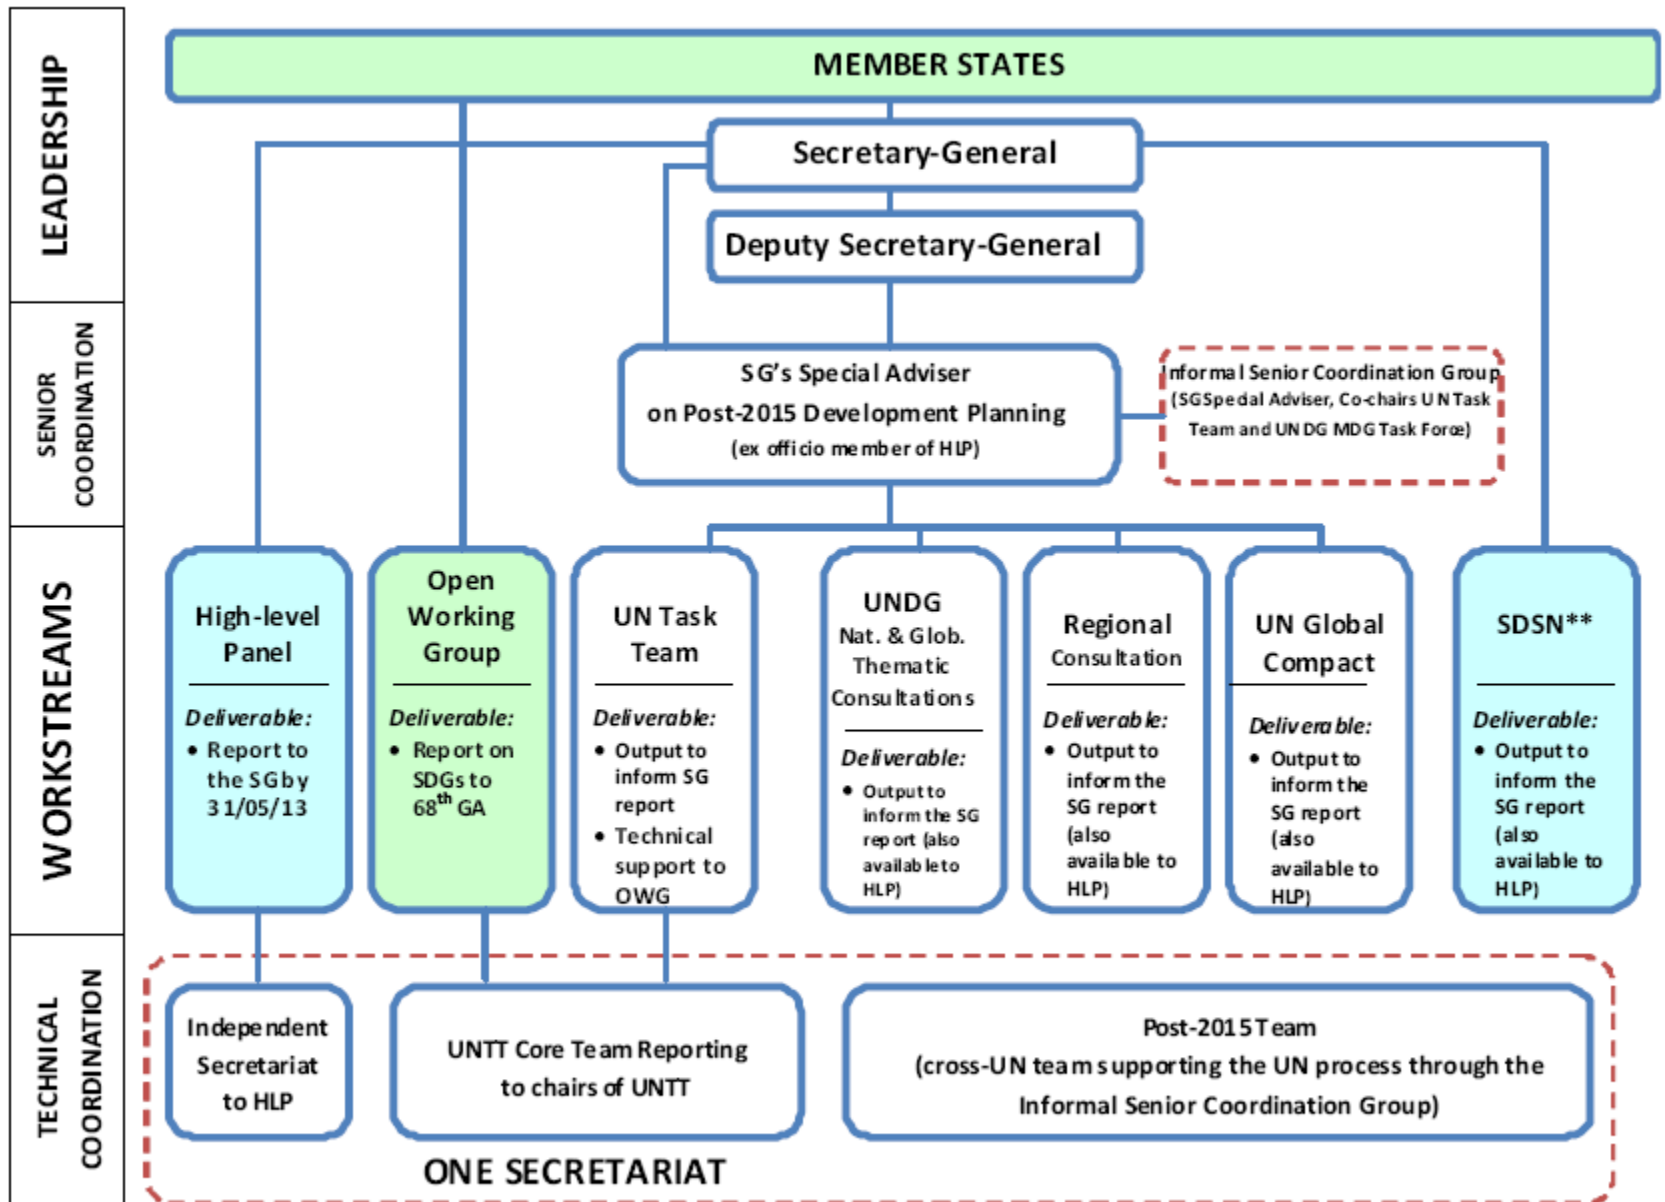 LEADERSHIP
MEMBER STATES
Secretary-General
Deputy Secretary-General
SENIOR
COORDINATION
SG's Special Adviser
on Post-2015 Development Planning
(ex officio member of HLP)
Informal Senior Coordination Group
(SG Special Adviser, Co-chairs UN Task
Team and UNDG MDG Task Force)
WORKSTREAMS
High-level
Panel
Deliverable:
• Report to
the SG by
31/05/13
Open
Working
Group
Deliverable:
• Report on
SDGs to
68th GA
UN Task
Team
Deliverable:
• Output to
inform SG
report
• Technical
support to
OWG
UNDG
Nat. & Glob.
Thematic
Consultations
Deliverable:
• Output to
inform the SG
report (also
available to
HLP)
Regional
Consultation
Deliverable:
• Output to
inform the
SG report
(also
available to
HLP)
UN Global
Compact
Deliverable:
• Output to
inform the
SG report
(also
available to
HLP)
SDSN**
Deliverable:
• Output to
inform the
SG report
(also
available to
HLP)
TECHNICAL
COORDINATION
Independent
Secretariat
to HLP
UNTT Core Team Reporting
to chairs of UNTT
Post-2015 Team
(cross-UN team supporting the UN process through the
Informal Senior Coordination Group)
ONE SECRETARIAT